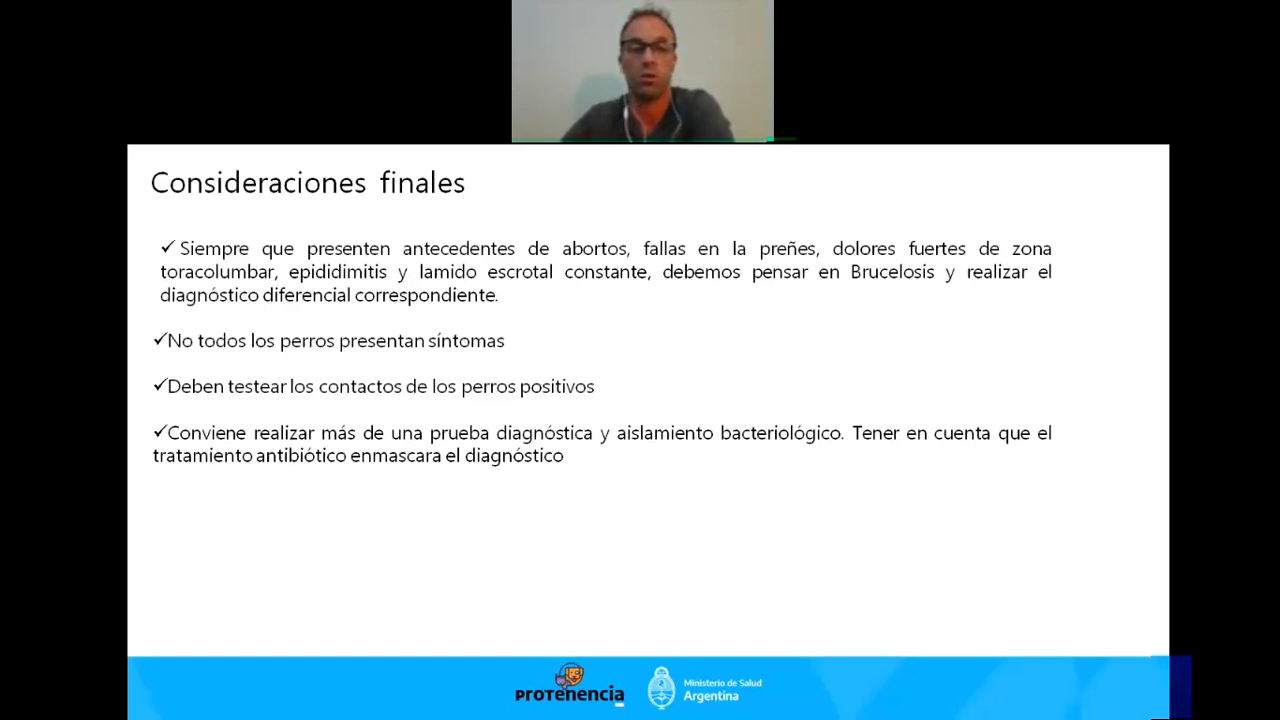 Consideraciones finales
✓ Siempre que presenten antecedentes de abortos, fallas en la preñes, dolores fuertes de zona
toracolumbar, epididimitis y lamido escrotal constante, debemos pensar en Brucelosis y realizar el
diagnóstico diferencial correspondiente.
✓No todos los perros presentan síntomas
✓Deben testear los contactos de los perros positivos
✓Conviene realizar más de una prueba diagnóstica y aislamiento bacteriológico. Tener en cuenta que el
tratamiento antibiótico enmascara el diagnóstico
PROTENENCIA
Ministerio de Salud
Argentina